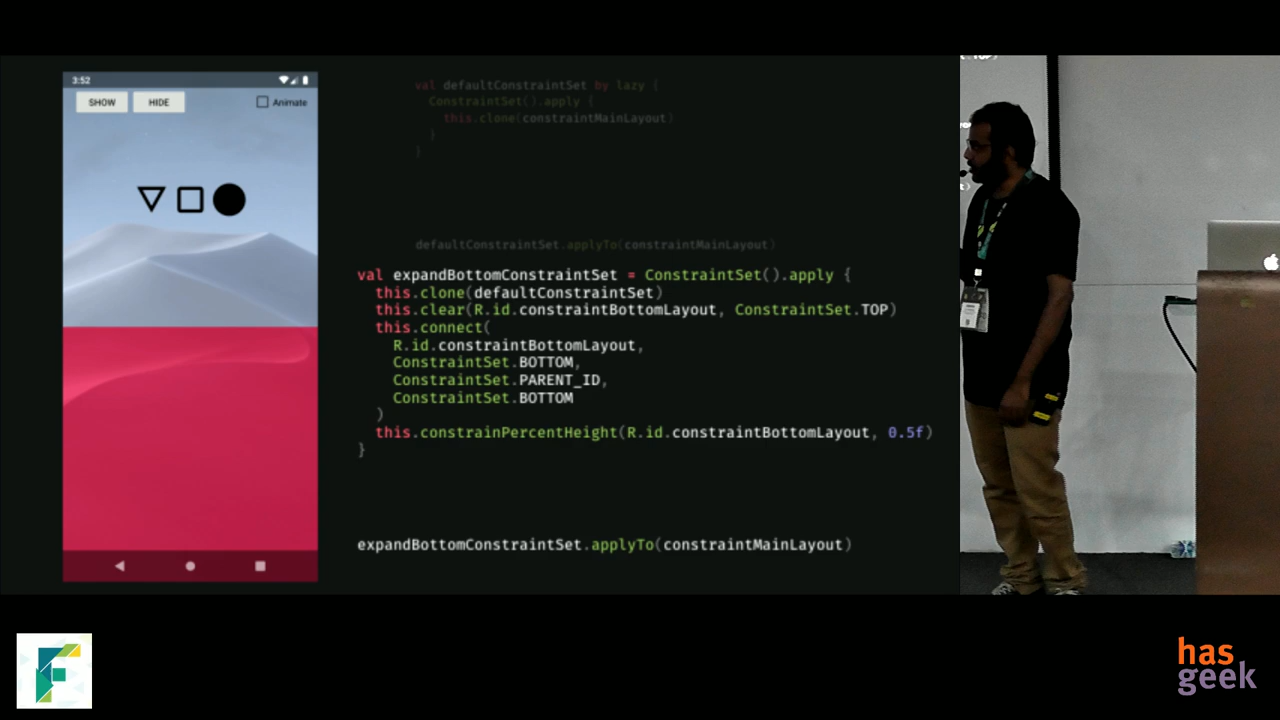 3:52
SHOW
HIDE
Animate
val defaultConstraintSet by lazy {
ConstraintSet().apply {
this.clone(constraintMainLayout)
}
}
defaultConstraintSet.applyTo(constraintMainLayout)
val expandBottomConstraintSet = ConstraintSet().apply {
this.clone(defaultConstraintSet)
this.clear(R.id.constraintBottomLayout, ConstraintSet.TOP)
this.connect(
R.id.constraintBottomLayout,
ConstraintSet.BOTTOM,
ConstraintSet.PARENT_ID,
ConstraintSet.BOTTOM
)
this.constrainPercentHeight(R.id.constraintBottomLayout, 0.5f)
}
expandBottomConstraintSet.applyTo(constraintMainLayout)
has
geek